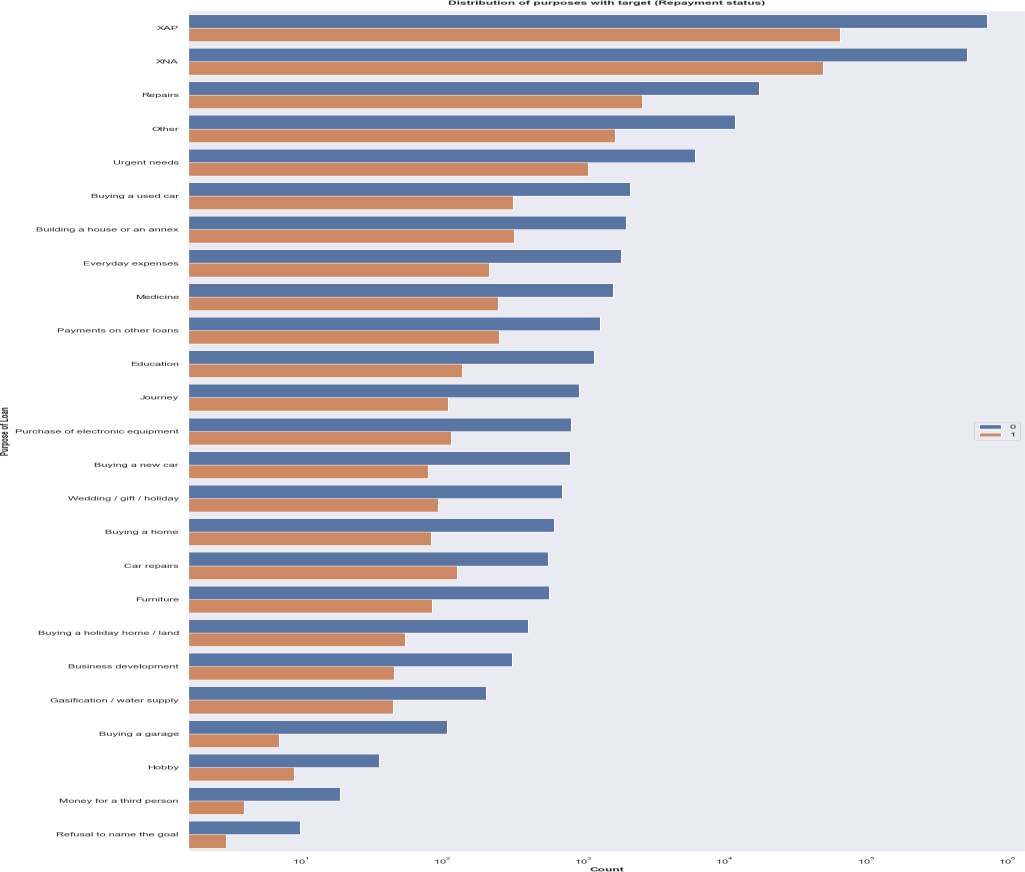 Distribution of purposes with target (Repayment status)
XAP
XNA
Repairs
Other
Urgent needs
Buying a used car
Building a house or an annex
Everyday expenses
Medicine
Payments on other loans
Education
Journey
Purchase of electronic equipment
Buying a new car
Wedding / gift / holiday
Buying a home
Car repairs
Furniture
Buying a holiday home / land
Business development
Gasification / water supply
Buying a garage
Hobby
Money for a third person
Refusal to name the goal
Purpose of Loan
0
1
10¹ 10² 10³ 10⁴ 10⁵ 10⁶
Count